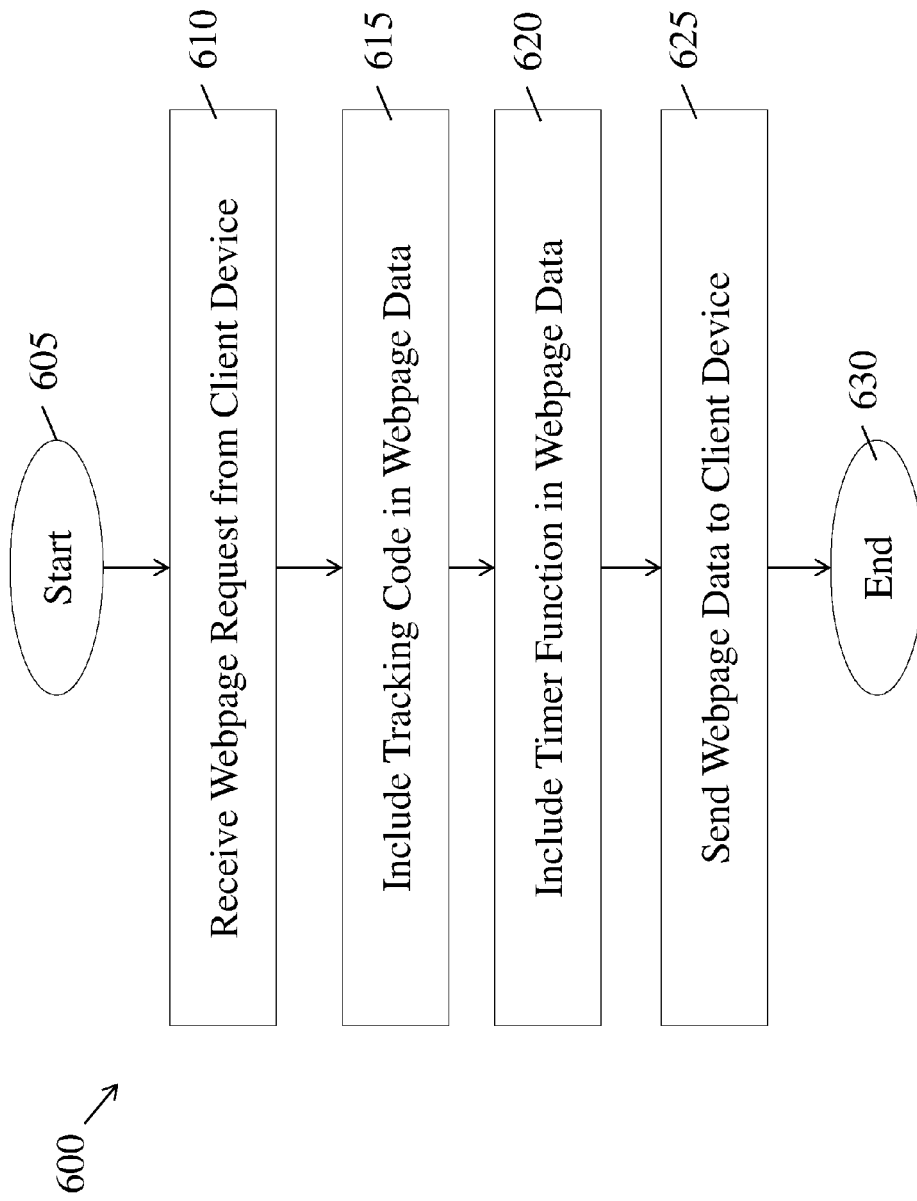 600
Start
605
Receive Webpage Request from Client Device
610
Include Tracking Code in Webpage Data
615
Include Timer Function in Webpage Data
620
Send Webpage Data to Client Device
625
End
630